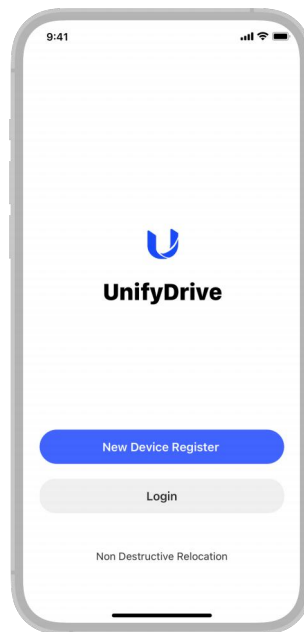 9:41
UnifyDrive
New Device Register
Login
Non Destructive Relocation